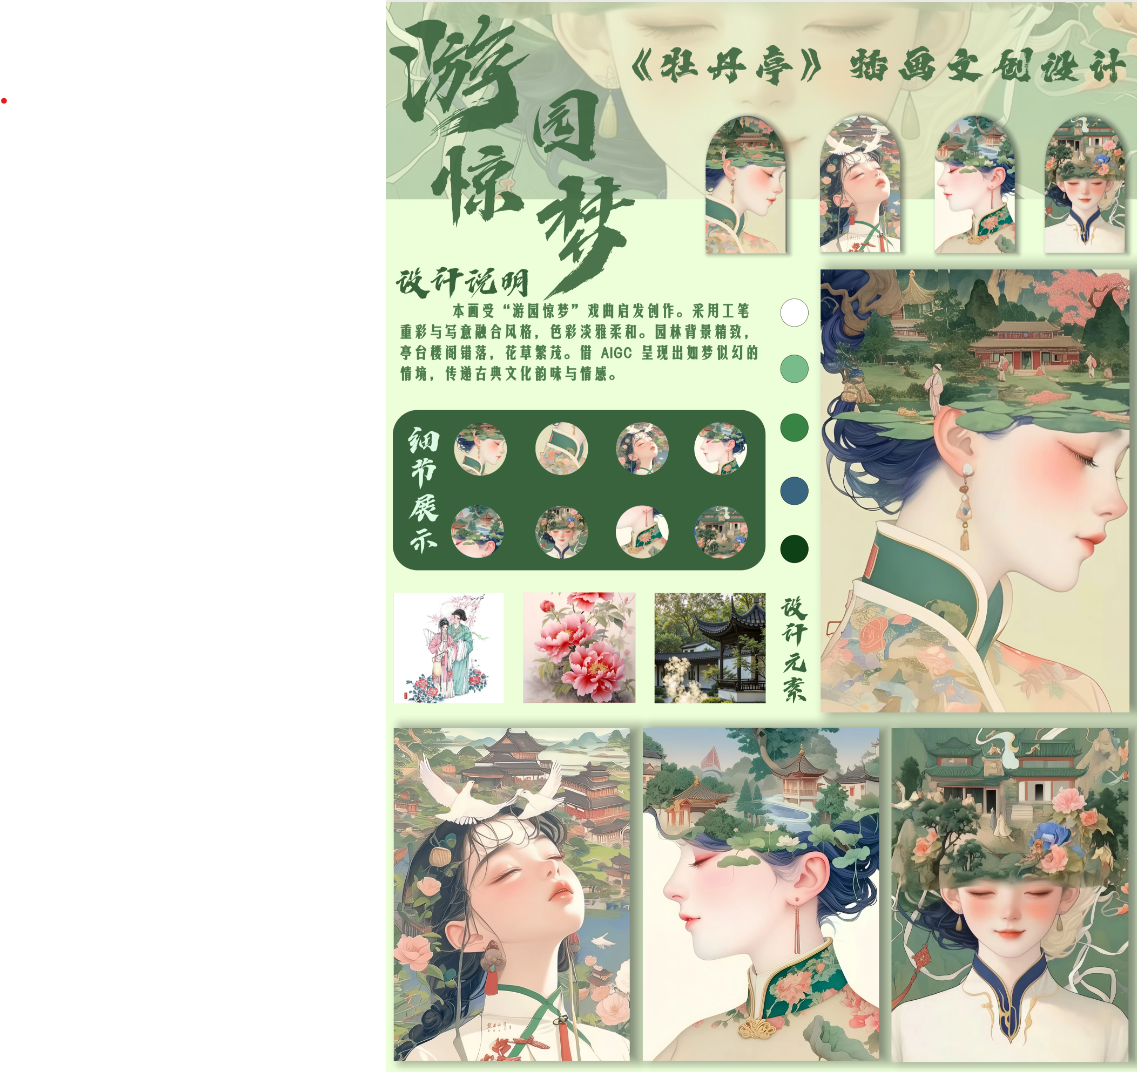 游园惊梦
《牡丹亭》插画文创设计
设计说明
本画受“游园惊梦”戏曲启发创作。采用工笔
重彩与写意融合风格，色彩淡雅柔和。园林背景精致，
亭台楼阁错落，花草繁茂。借 AIGC 呈现出如梦似幻的
情境，传递古典文化韵味与情感。
细节展示
设计元素